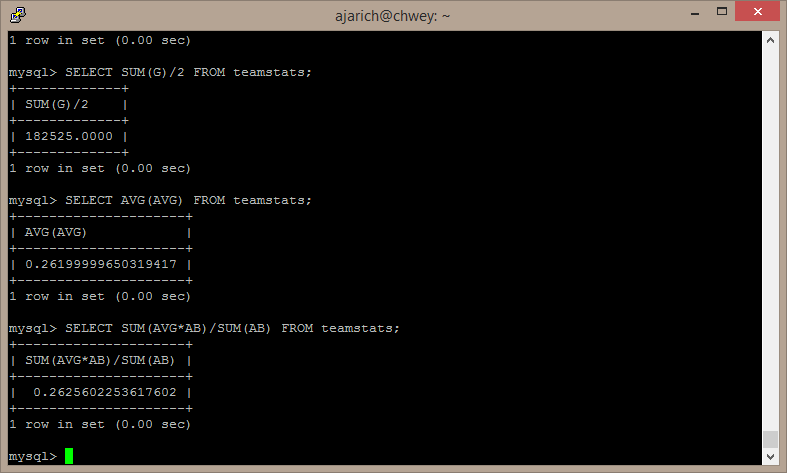 ajarich@chwey: ~
1 row in set (0.00 sec)
mysql> SELECT SUM(G)/2 FROM teamstats;
+-------------+
| SUM(G)/2    |
+-------------+
| 182525.0000 |
+-------------+
1 row in set (0.00 sec)
mysql> SELECT AVG(AVG) FROM teamstats;
+---------------------+
| AVG(AVG)            |
+---------------------+
| 0.26199999650319417 |
+---------------------+
1 row in set (0.00 sec)
mysql> SELECT SUM(AVG*AB)/SUM(AB) FROM teamstats;
+---------------------+
| SUM(AVG*AB)/SUM(AB) |
+---------------------+
|  0.2625602253617602 |
+---------------------+
1 row in set (0.00 sec)
mysql>